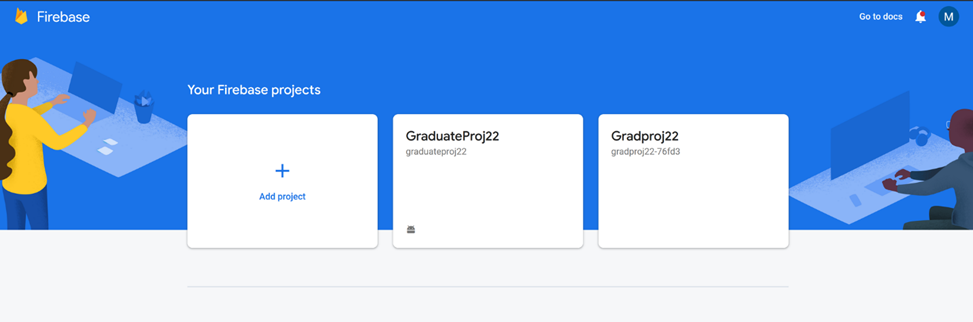 Firebase
Go to docs
M
Your Firebase projects
Add project
GraduateProj22
graduateproj22
Gradproj22
gradproj22-76fd3